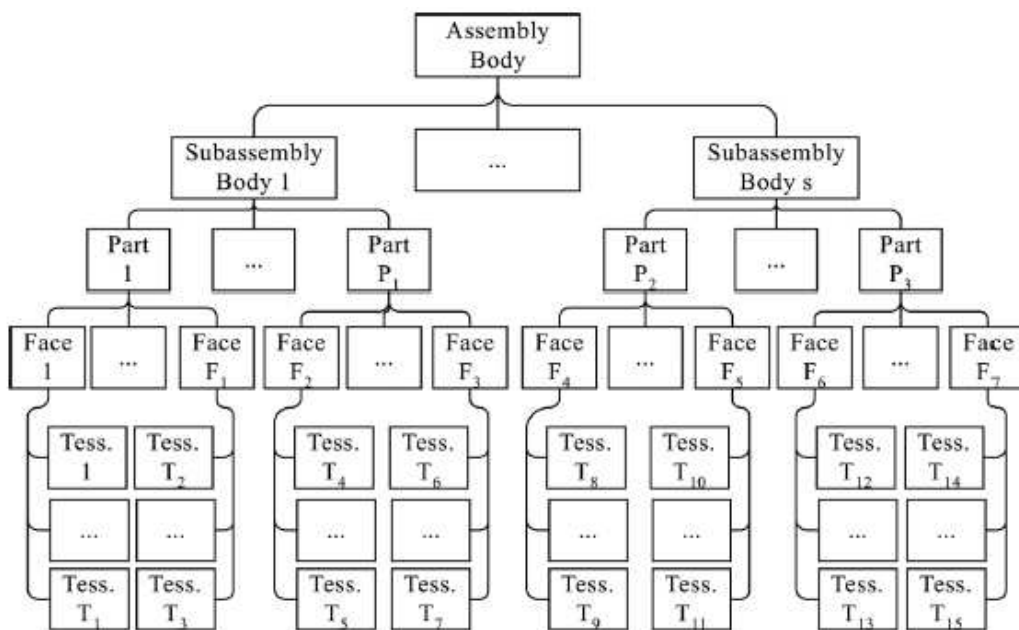 Assembly
Body
Subassembly
Body 1
...
Subassembly
Body s
Part
1
...
Part
P₁
Part
P₂
...
Part
P₃
Face
1
...
Face
F₁
Face
F₂
...
Face
F₃
Face
F₄
...
Face
F₅
Face
F₆
...
Face
F₇
Tess.
1
Tess.
T₂
Tess.
T₄
Tess.
T₆
Tess.
T₈
Tess.
T₁₀
Tess.
T₁₂
Tess.
T₁₄
...
...
...
...
...
...
...
...
Tess.
T₁
Tess.
T₃
Tess.
T₅
Tess.
T₇
Tess.
T₉
Tess.
T₁₁
Tess.
T₁₃
Tess.
T₁₅